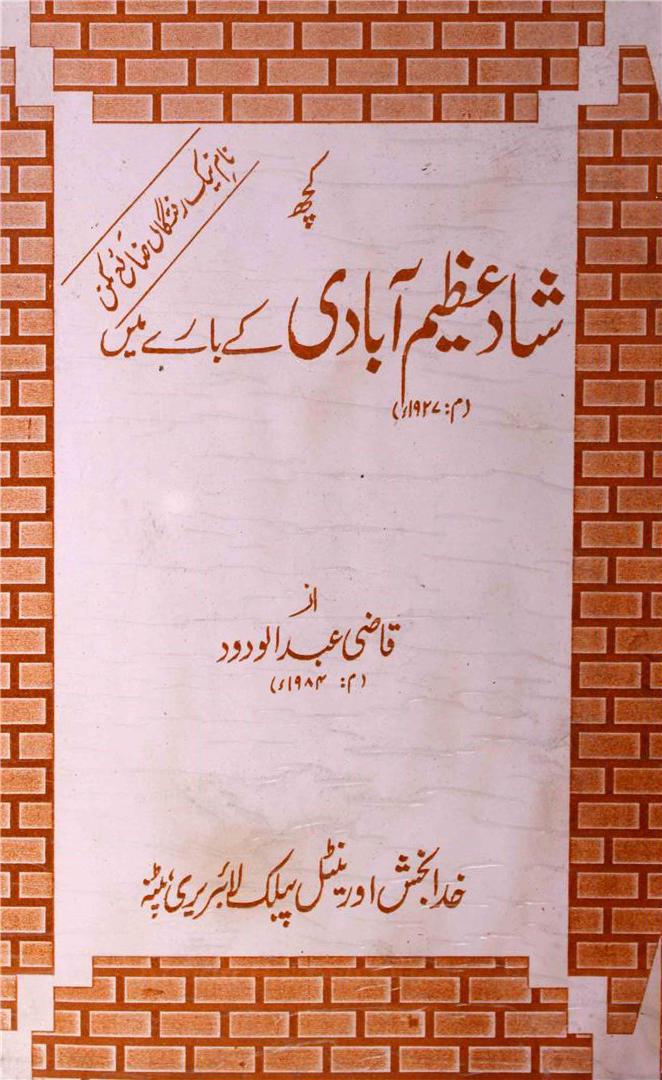 نامِ نیک رفتگاں ضائع مکن
کچھ
شاد عظیم آبادی کے بارے میں
(م: ۱۹۲۷ء)
از
قاضی عبدالودود
(م: ۱۹۸۴ء)
خدا بخش اورینٹل پبلک لائبریری، پٹنہ